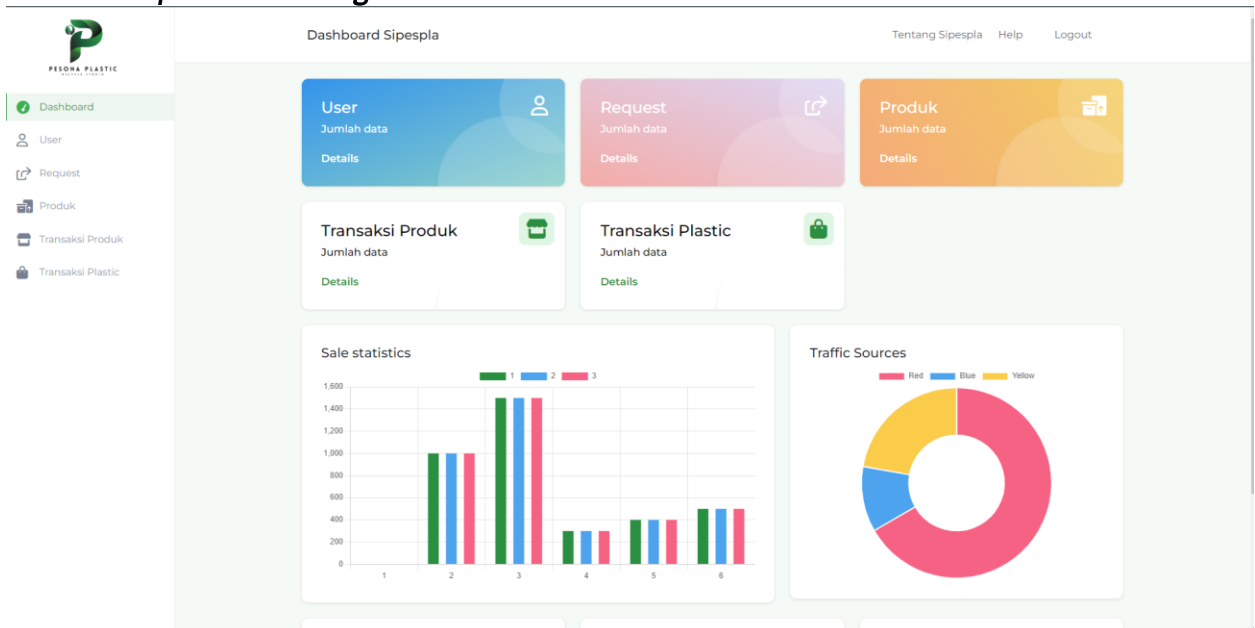 Dashboard Sipespla
Tentang Sipespla Help Logout
PESONA PLASTIC
Dashboard
User
Request
Produk
Transaksi Produk
Transaksi Plastic
User
Jumlah data
Details
Request
Jumlah data
Details
Produk
Jumlah data
Details
Transaksi Produk
Jumlah data
Details
Transaksi Plastic
Jumlah data
Details
Sale statistics
1 2 3
1,600
1,400
1,200
1,000
800
600
400
200
0
1 2 3 4 5 6
Traffic Sources
Red Blue Yellow